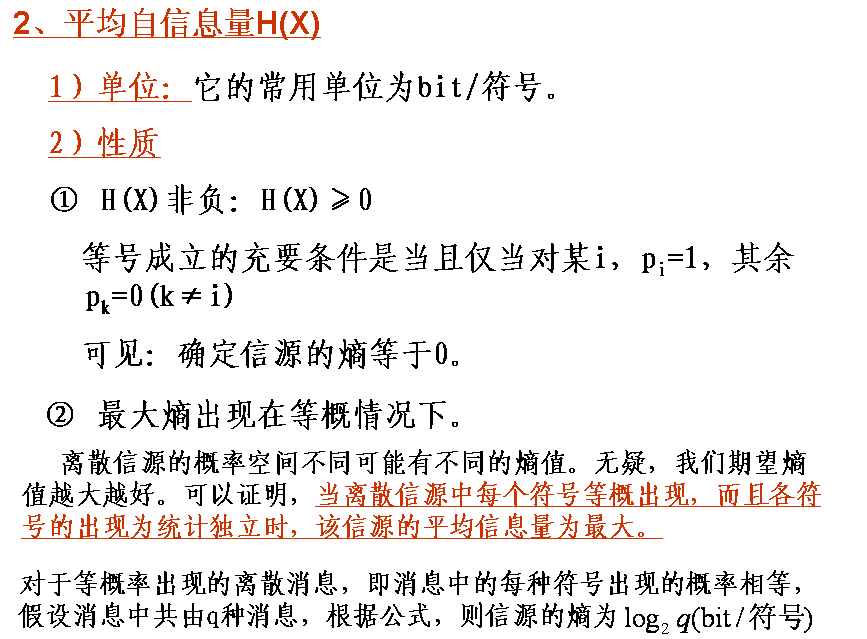 2、平均自信息量H(X)
1）单位：它的常用单位为bit/符号。
2）性质
① H(X)非负：H(X)≥0
等号成立的充要条件是当且仅当对某i，pi=1，其余
pk=0(k≠i)
可见：确定信源的熵等于0。
② 最大熵出现在等概情况下。
离散信源的概率空间不同可能有不同的熵值。无疑，我们期望熵
值越大越好。可以证明，当离散信源中每个符号等概出现，而且各符
号的出现为统计独立时，该信源的平均信息量为最大。
对于等概率出现的离散消息，即消息中的每种符号出现的概率相等，
假设消息中共由q种消息，根据公式，则信源的熵为 log₂ q(bit/符号)